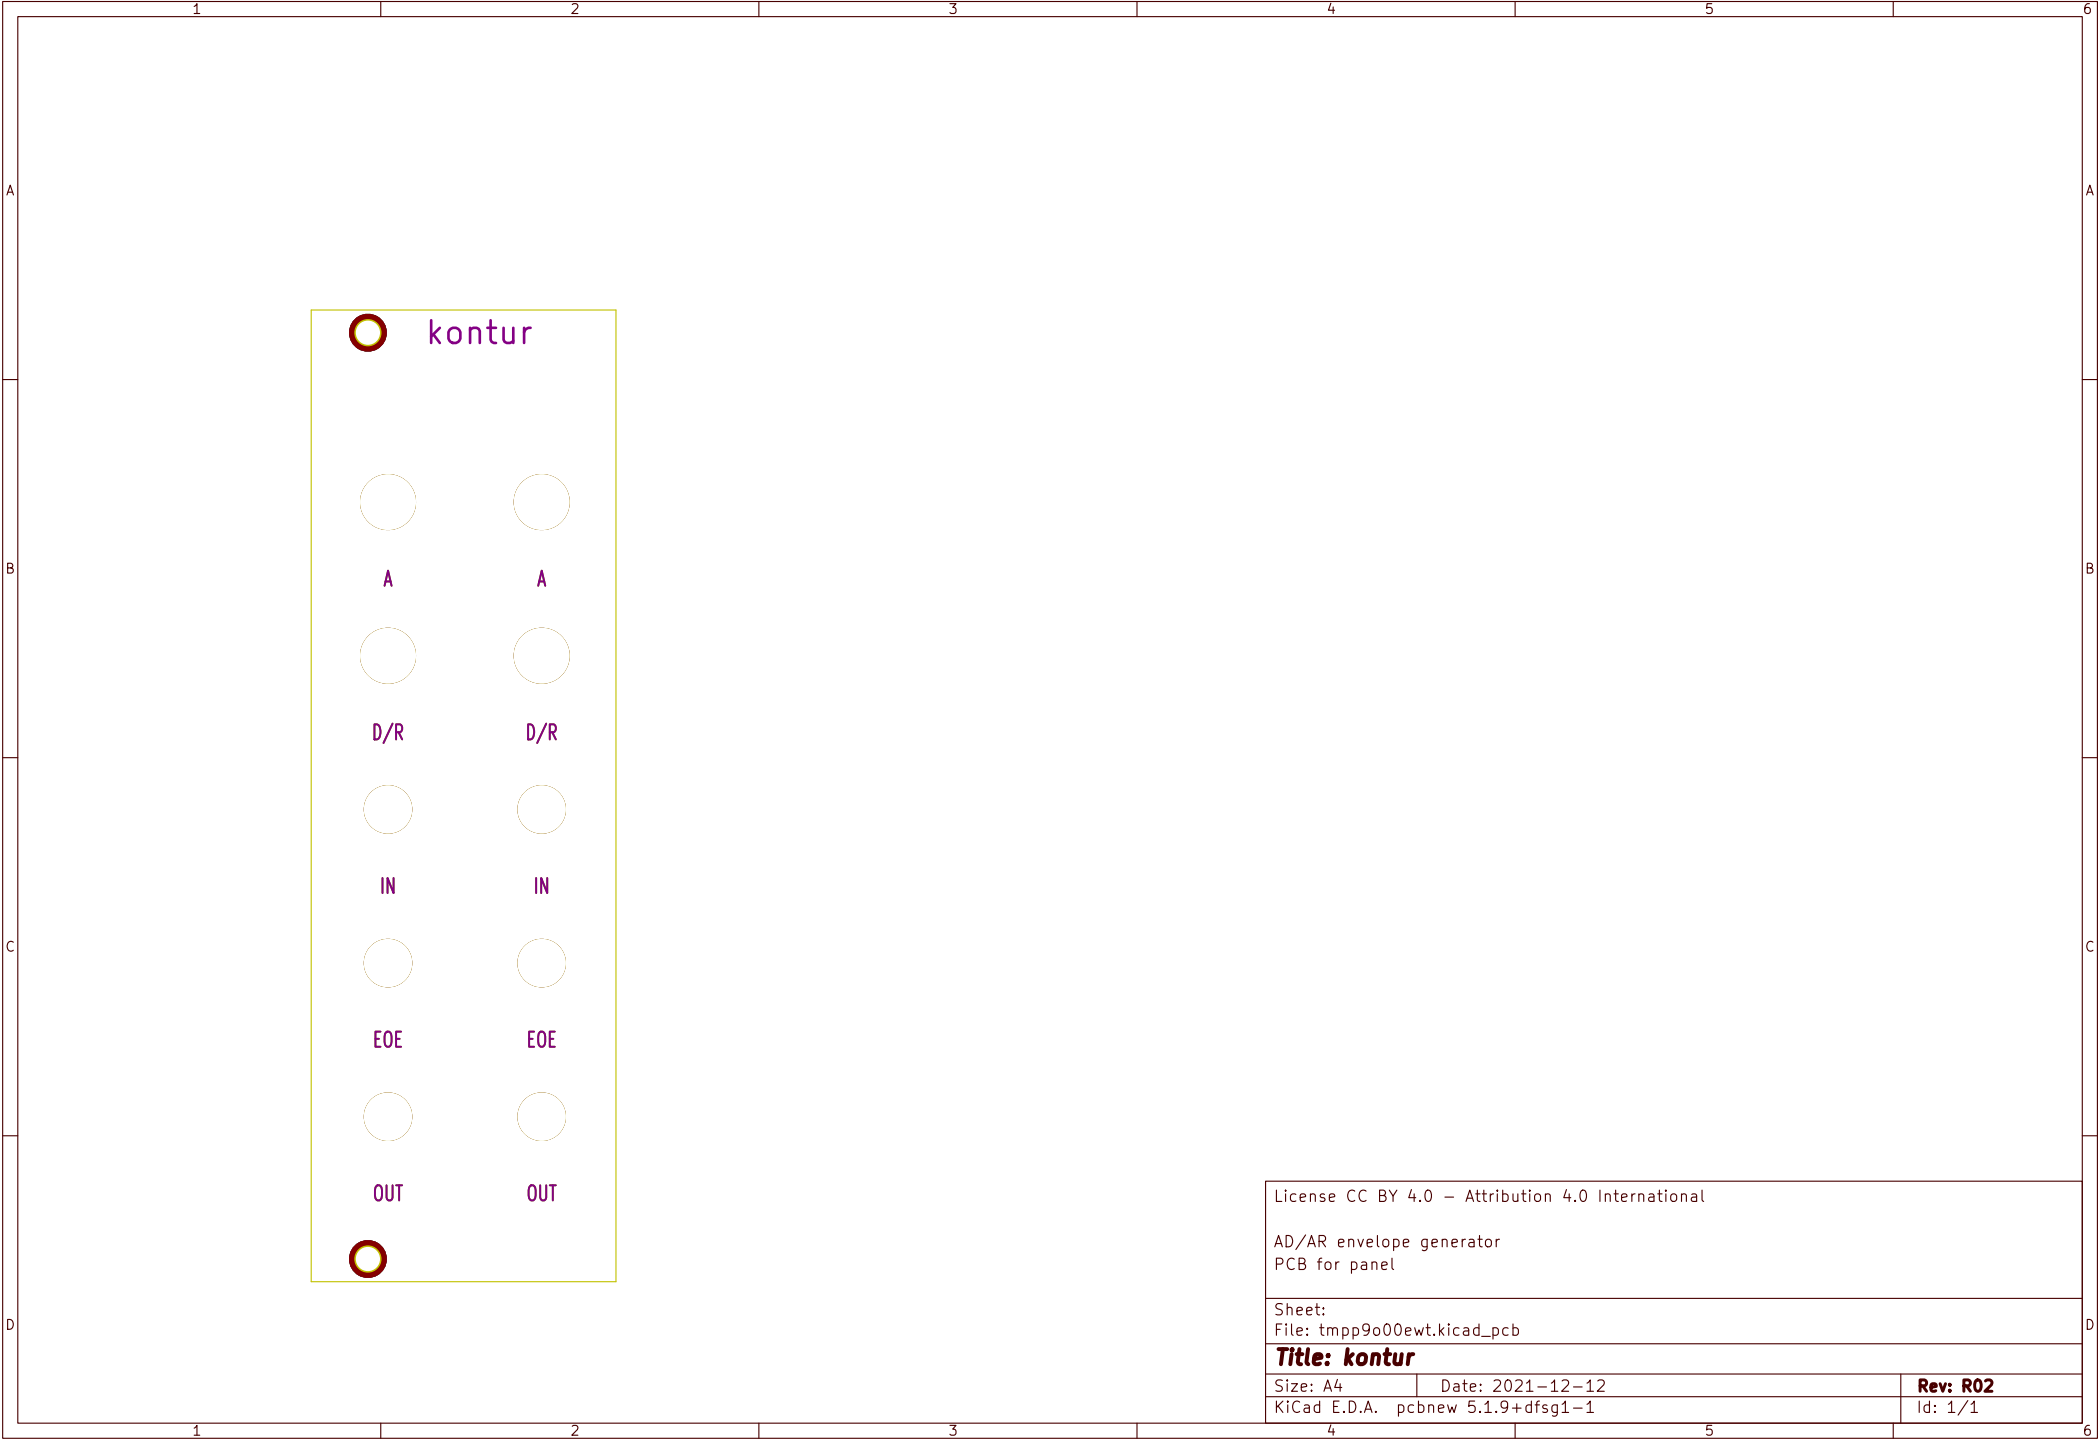 1 2 3 4 5 6
A A
kontur
B B
A A
D/R D/R
IN IN
C C
EOE EOE
OUT OUT
License CC BY 4.0 – Attribution 4.0 International
AD/AR envelope generator
PCB for panel
Sheet:
File: tmpp9o00ewt.kicad_pcb
D D
Title: kontur
Size: A4 Date: 2021-12-12 Rev: R02
KiCad E.D.A. pcbnew 5.1.9+dfsg1-1 Id: 1/1
1 2 3 4 5 6